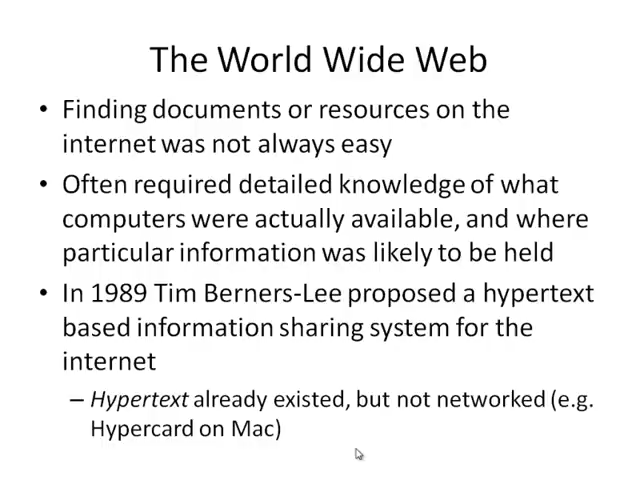 The World Wide Web
• Finding documents or resources on the
internet was not always easy
• Often required detailed knowledge of what
computers were actually available, and where
particular information was likely to be held
• In 1989 Tim Berners-Lee proposed a hypertext
based information sharing system for the
internet
– Hypertext already existed, but not networked (e.g.
Hypercard on Mac)